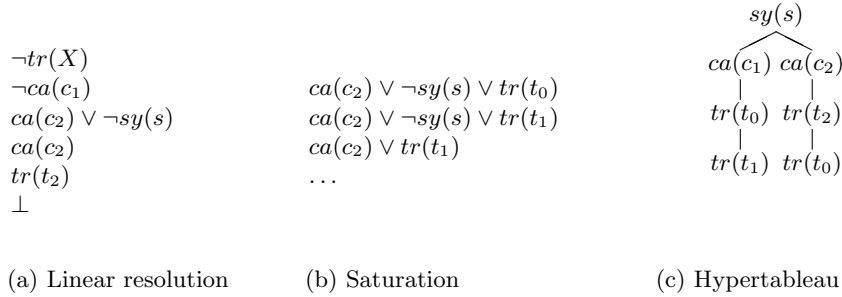 ¬tr(X)
¬ca(c₁)
ca(c₂) ∨ ¬sy(s)
ca(c₂)
tr(t₂)
⊥
(a) Linear resolution
ca(c₂) ∨ ¬sy(s) ∨ tr(t₀)
ca(c₂) ∨ ¬sy(s) ∨ tr(t₁)
ca(c₂) ∨ tr(t₁)
. . .
(b) Saturation
sy(s)
ca(c₁) ca(c₂)
tr(t₀) tr(t₂)
tr(t₁) tr(t₀)
(c) Hypertableau